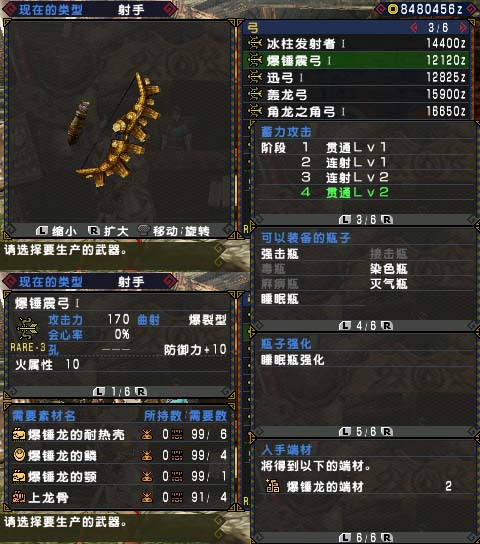 现在的类型 射手
缩小 R 扩大 移动/旋转
请选择要生产的武器。
8480456z
弓 3/6
冰柱发射者 I 14400z
爆锤震弓 I 12120z
迅弓 I 12825z
轰龙弓 15900z
角龙之角弓 I 16650z
蓄力攻击
阶段 1 贯通Lv1
2 连射Lv1
3 连射Lv2
4 贯通Lv2
L 3/6 R
可以装备的瓶子
强击瓶 接击瓶
毒瓶 染色瓶
麻痹瓶 灭气瓶
睡眠瓶
L 4/6 R
现在的类型 射手
爆锤震弓 I
攻击力 170 曲射 爆裂型
会心率 0%
RARE-3 孔 --- 防御力+10
火属性 10
L 1/6 R
需要素材名 所持数/需要数
爆锤龙的耐热壳 0 99/ 6
爆锤龙的鳞 0 99/ 4
爆锤龙的颚 0 99/ 1
上龙骨 0 91/ 4
请选择要生产的武器。
瓶子强化
睡眠瓶强化
L 5/6 R
入手端材
将得到以下的端材。
爆锤龙的端材 2
L 6/6 R